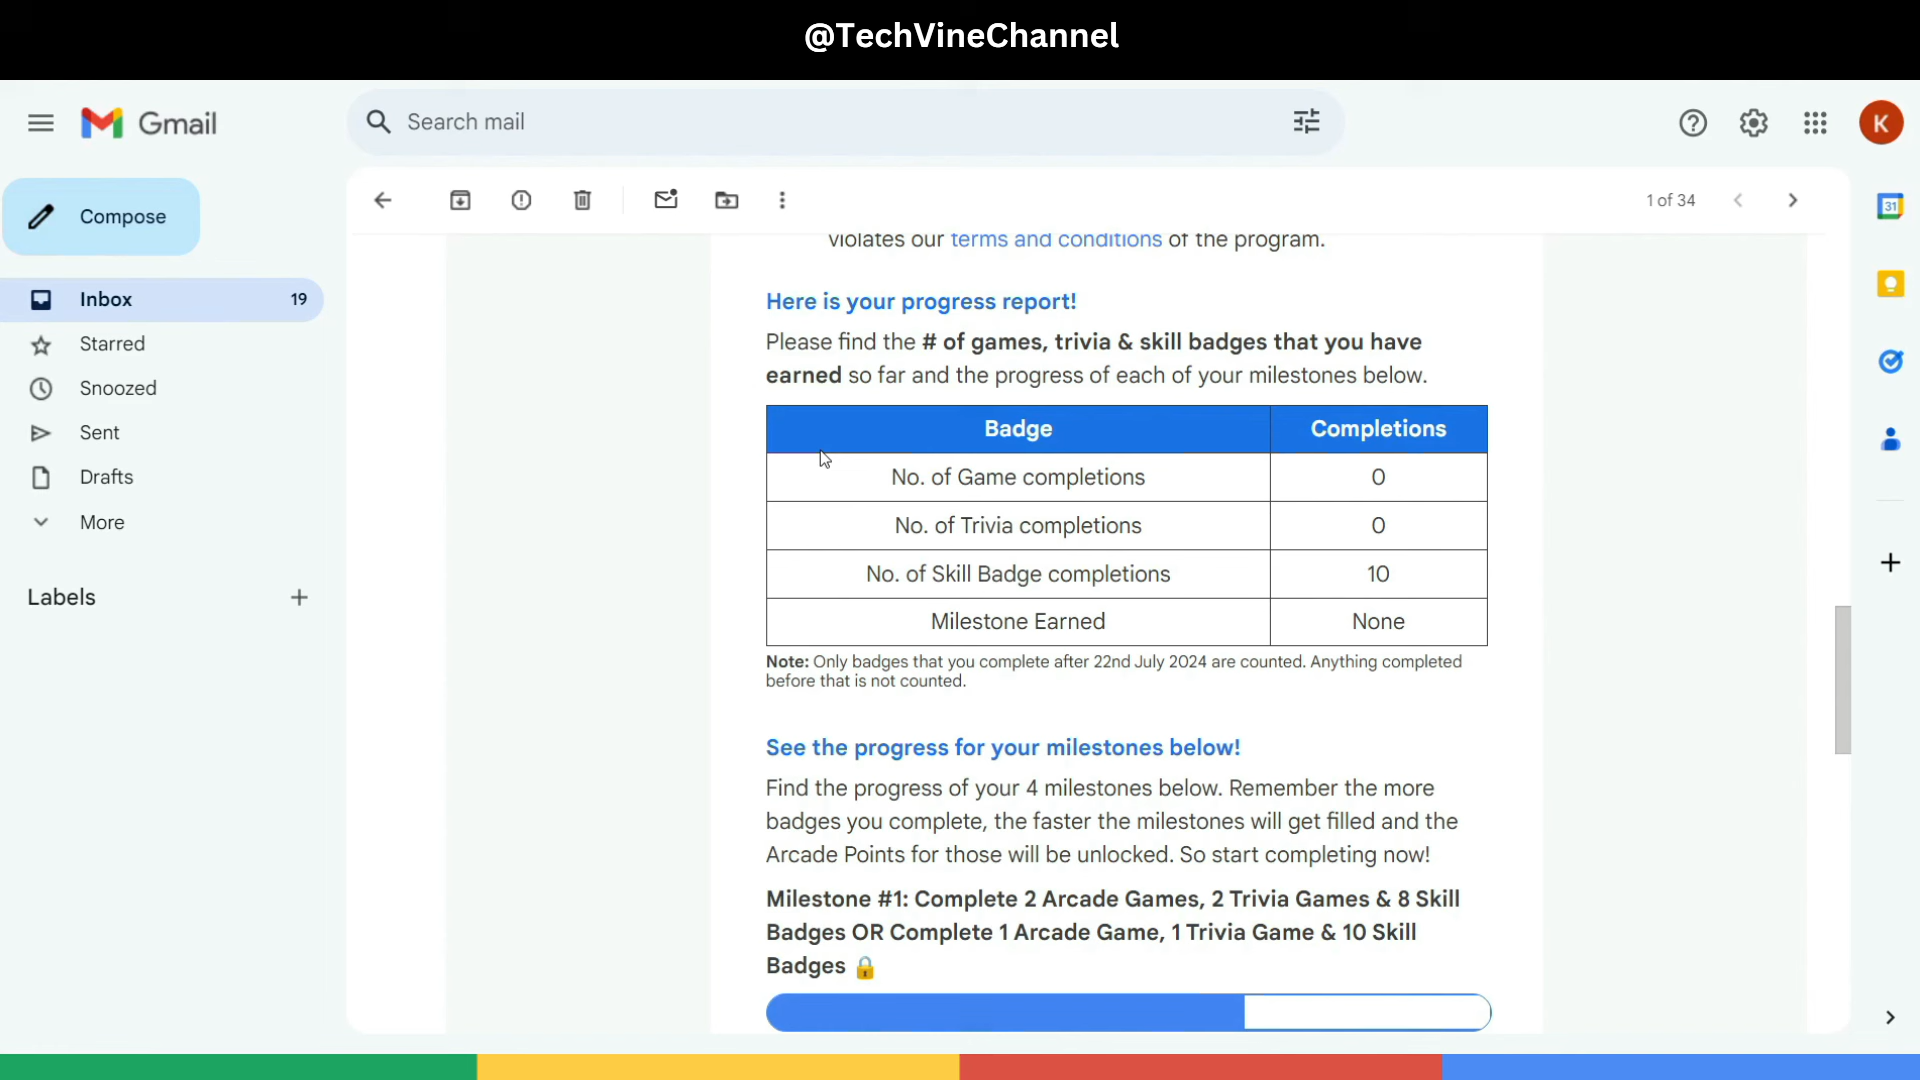 @TechVineChannel
Gmail
Search mail
K
Compose
1 of 34
31
Inbox 19
Starred
Snoozed
Sent
Drafts
More
Labels
violates our terms and conditions of the program.
Here is your progress report!
Please find the # of games, trivia & skill badges that you have
earned so far and the progress of each of your milestones below.
Badge Completions
No. of Game completions 0
No. of Trivia completions 0
No. of Skill Badge completions 10
Milestone Earned None
Note: Only badges that you complete after 22nd July 2024 are counted. Anything completed
before that is not counted.
See the progress for your milestones below!
Find the progress of your 4 milestones below. Remember the more
badges you complete, the faster the milestones will get filled and the
Arcade Points for those will be unlocked. So start completing now!
Milestone #1: Complete 2 Arcade Games, 2 Trivia Games & 8 Skill
Badges OR Complete 1 Arcade Game, 1 Trivia Game & 10 Skill
Badges 🔒